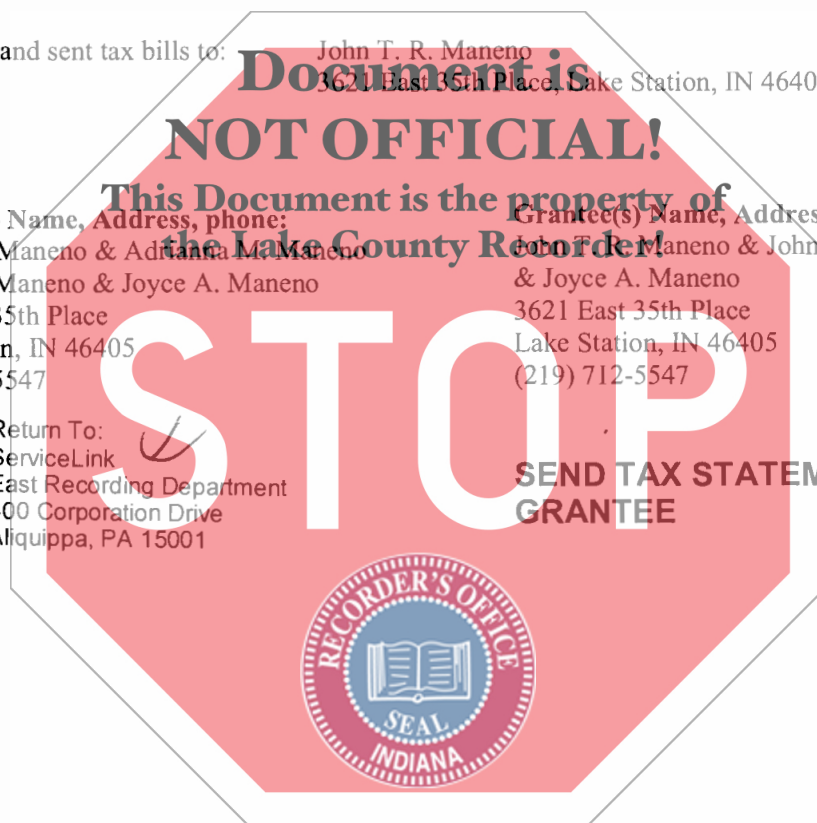 and sent tax bills to: John T. R. Maneno
3621 East 35th Place, Lake Station, IN 4640
Document is
NOT OFFICIAL!
This Document is the property of
the Lake County Recorder!
Name, Address, phone:
Maneno & Adrianna M. Maneno
Maneno & Joyce A. Maneno
35th Place
n, IN 46405
5547
Grantee(s) Name, Addres
John T. R. Maneno & John
& Joyce A. Maneno
3621 East 35th Place
Lake Station, IN 46405
(219) 712-5547
STOP
Return To:
ServiceLink
East Recording Department
00 Corporation Drive
Aliquippa, PA 15001
SEND TAX STATEM
GRANTEE
RECORDER'S OFFICE
SEAL
INDIANA